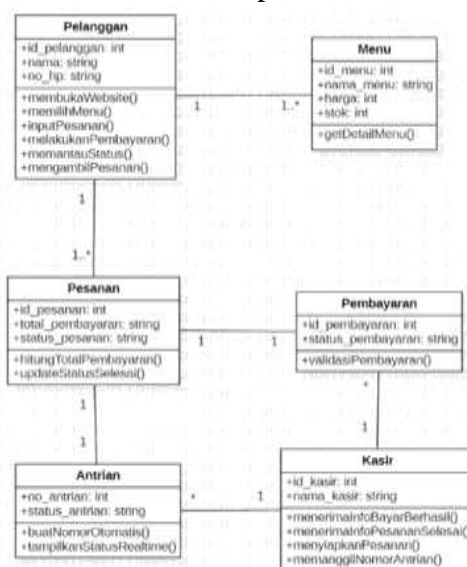 Pelanggan
+id_pelanggan: int
+nama: string
+no_hp: string
+membukaWebsite()
+memilihMenu()
+inputPesanan()
+melakukanPembayaran()
+memantauStatus()
+mengambilPesanan()
Menu
+id_menu: int
+nama_menu: string
+harga: int
+stok: int
+getDetailMenu()
1
1..*
1
1..*
Pesanan
+id_pesanan: int
+total_pembayaran: string
+status_pesanan: string
+hitungTotalPembayaran()
+updateStatusSelesai()
1
1
Pembayaran
+id_pembayaran: int
+status_pembayaran: string
+validasiPembayaran()
1
1
*
1
Antrian
+no_antrian: int
+status_antrian: string
+buatNomorOtomatis()
+tampilkanStatusRealtime()
*
1
Kasir
+id_kasir: int
+nama_kasir: string
+menerimaInfoBayarBerhasil()
+menerimaInfoPesananSelesai()
+menyiapkanPesanan()
+memanggilNomorAntrian()